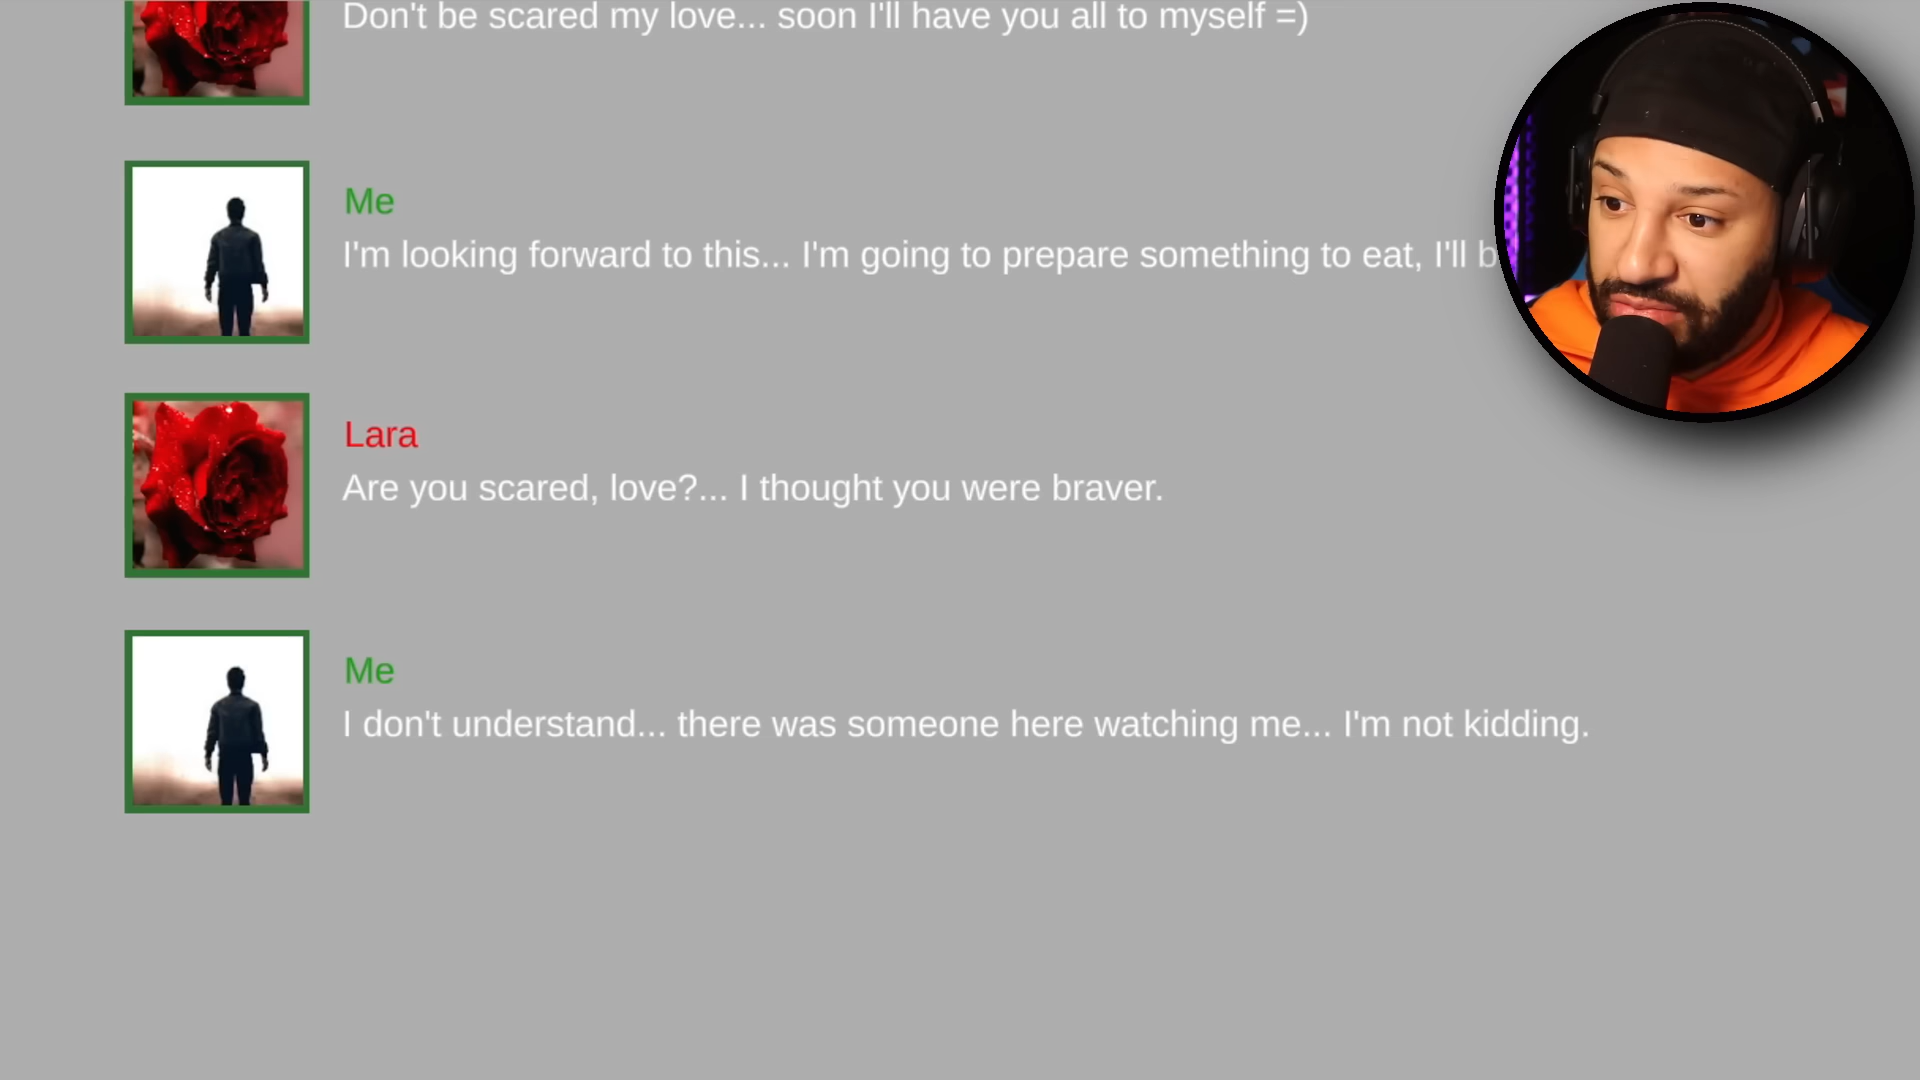 Don't be scared my love... soon I'll have you all to myself =)
Me
I'm looking forward to this... I'm going to prepare something to eat, I'll
Lara
Are you scared, love?... I thought you were braver.
Me
I don't understand... there was someone here watching me... I'm not kidding.